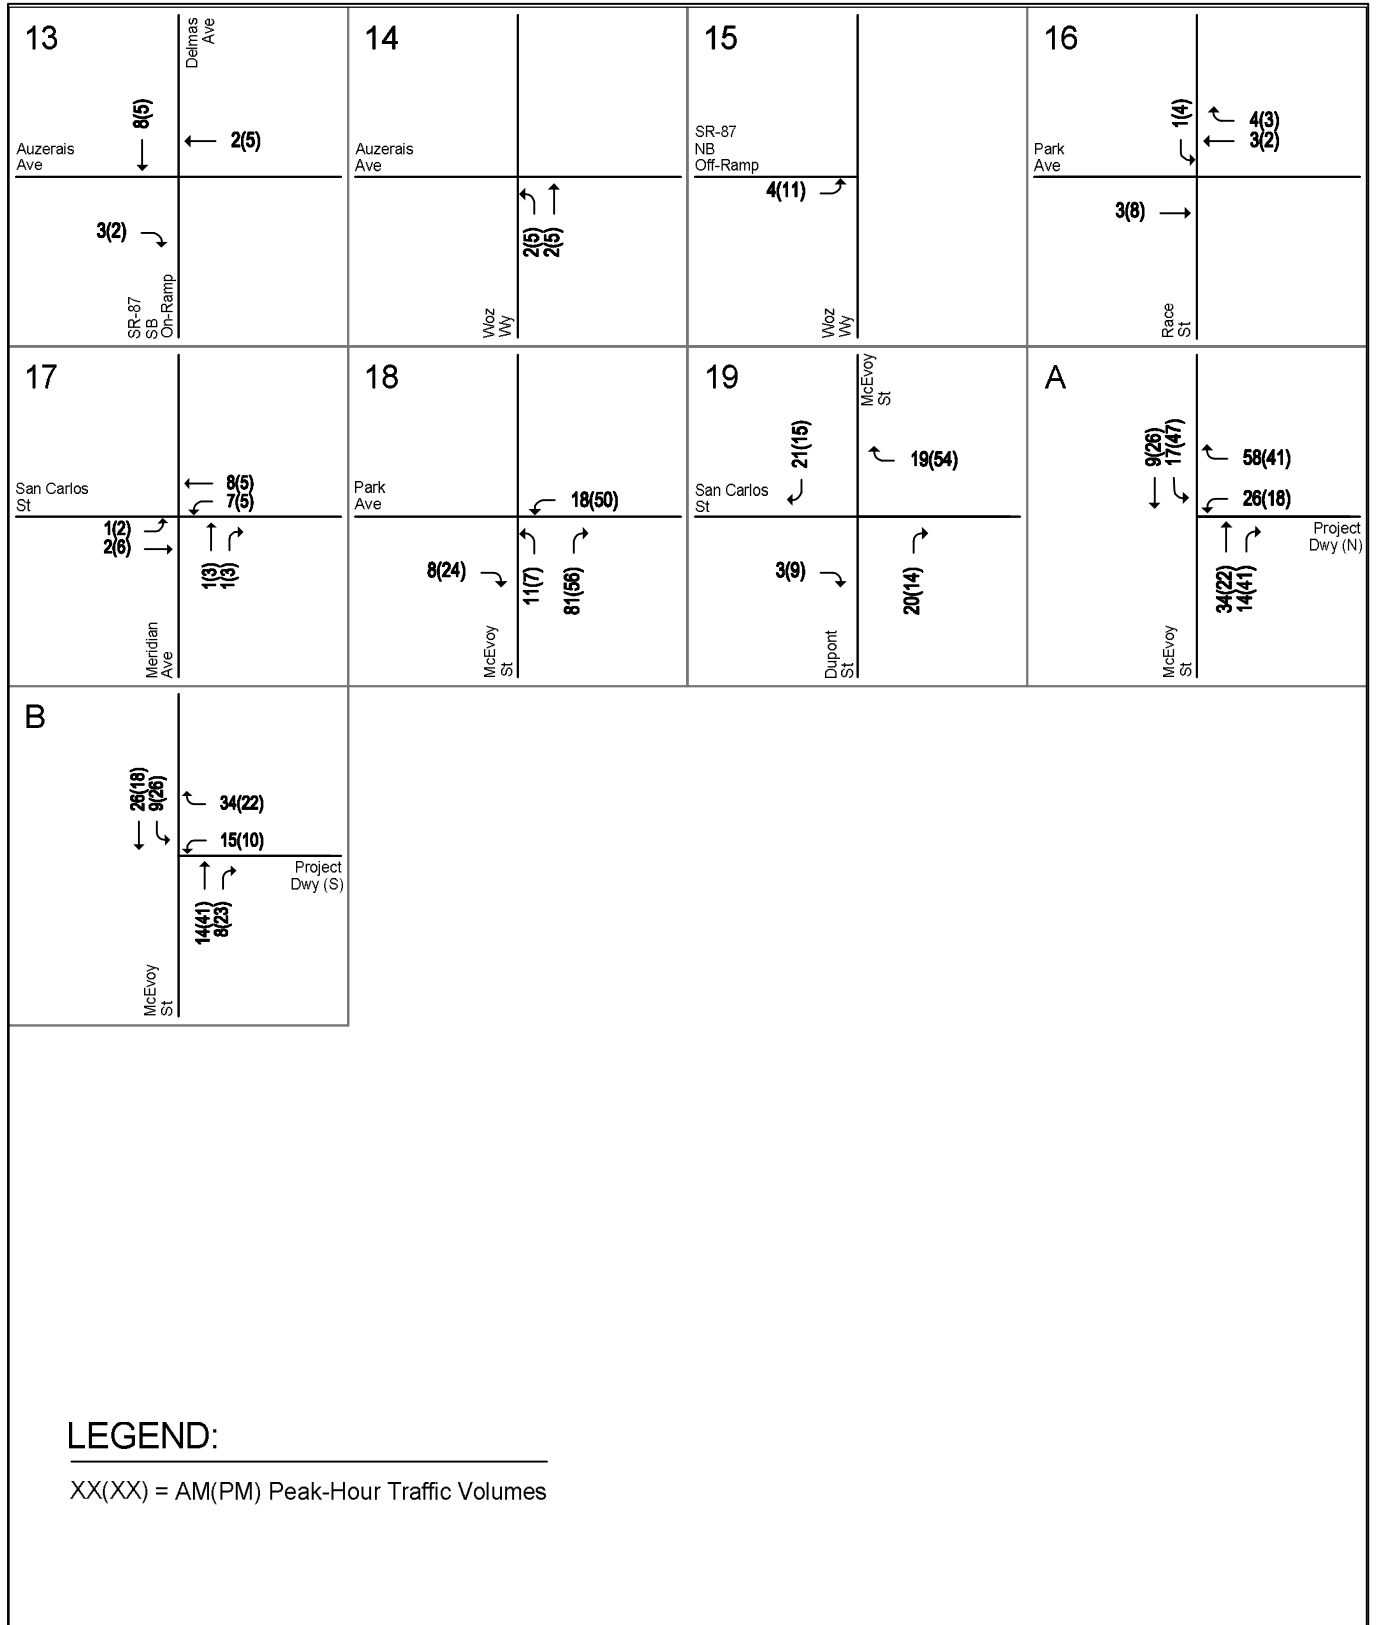 13
Delmas
Ave
8(5)
2(5)
Auzerais
Ave
3(2)
SR-87
SB
On-Ramp
14
Auzerais
Ave
2(5)
2(5)
Woz
Wy
15
SR-87
NB
Off-Ramp
4(11)
Woz
Wy
16
1(4)
4(3)
3(2)
Park
Ave
3(8)
Race
St
17
8(5)
7(5)
San Carlos
St
1(2)
2(6)
1(3)
1(3)
Meridian
Ave
18
Park
Ave
18(50)
8(24)
11(7)
81(56)
McEvoy
St
19
McEvoy
St
21(15)
19(54)
San Carlos
St
3(9)
20(14)
Dupont
St
A
9(26)
17(47)
58(41)
26(18)
Project
Dwy (N)
34(22)
14(41)
McEvoy
St
B
26(18)
9(26)
34(22)
15(10)
Project
Dwy (S)
14(41)
8(23)
McEvoy
St
LEGEND:
XX(XX) = AM(PM) Peak-Hour Traffic Volumes